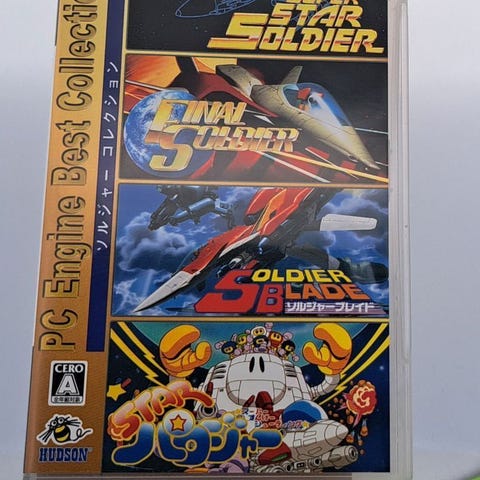 PC Engine Best Collection
ソルジャー コレクション
SUPER
STAR
SOLDIER
FINAL
SOLDIER
SOLDIER
BLADE
ソルジャーブレイド
STAR
パロジャー
CERO
A
HUDSON